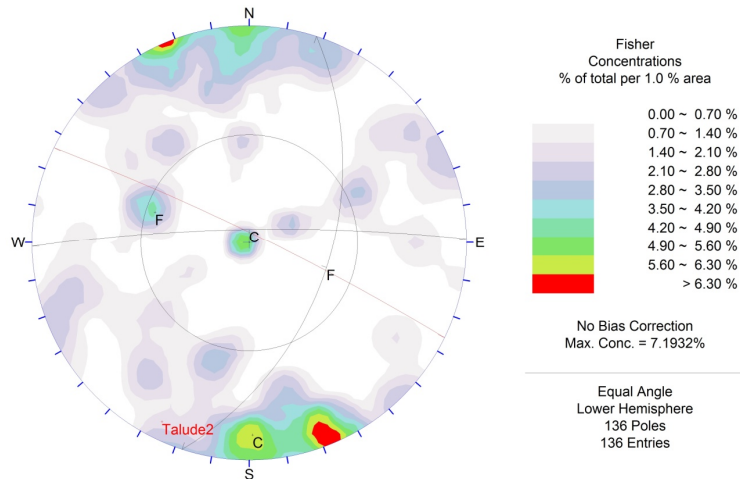 N
W
E
S
F
C
F
C
Talude2
Fisher
Concentrations
% of total per 1.0 % area
0.00 ~ 0.70 %
0.70 ~ 1.40 %
1.40 ~ 2.10 %
2.10 ~ 2.80 %
2.80 ~ 3.50 %
3.50 ~ 4.20 %
4.20 ~ 4.90 %
4.90 ~ 5.60 %
5.60 ~ 6.30 %
> 6.30 %
No Bias Correction
Max. Conc. = 7.1932%
Equal Angle
Lower Hemisphere
136 Poles
136 Entries